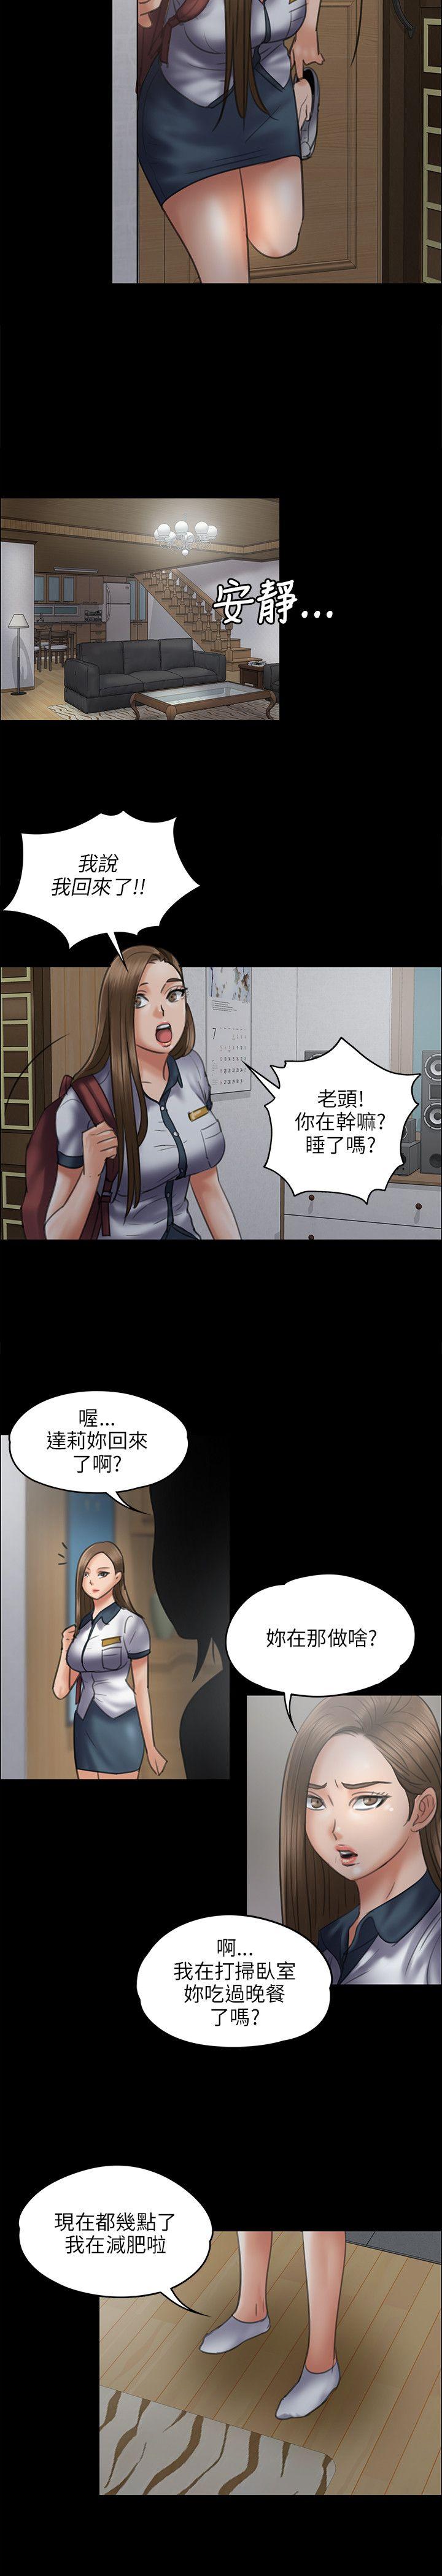 安靜...
我說
我回來了!!
7
老頭!
你在幹嘛?
睡了嗎?
喔...
達莉妳回來
了啊?
妳在那做啥?
啊...
我在打掃臥室
妳吃過晚餐
了嗎?
現在都幾點了
我在減肥啦